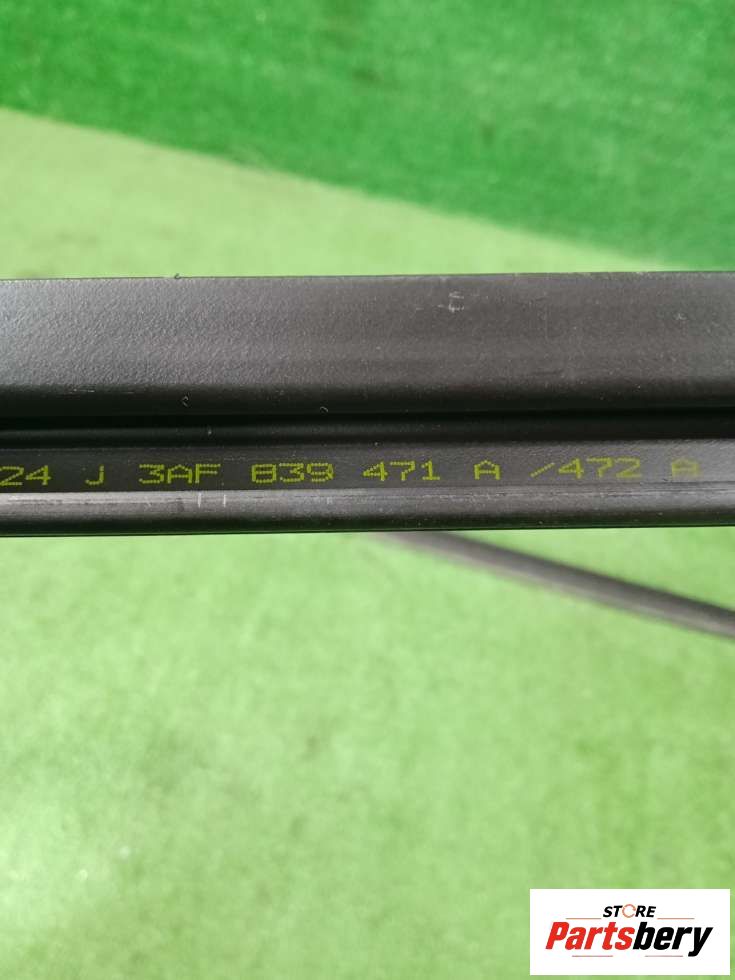 24 J 3AF 839 471 A /472 A
STORE
Partsbery